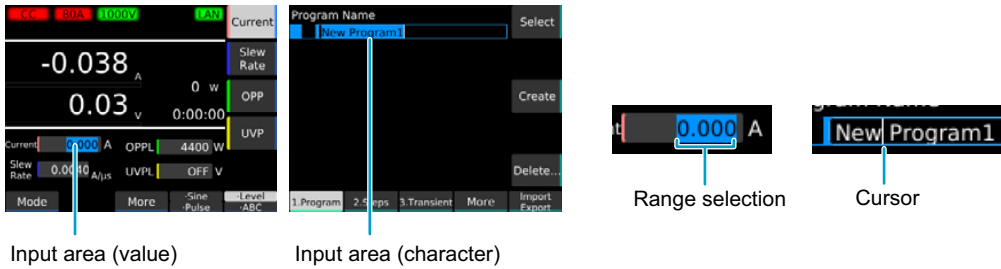 CC 80A 1000V LAN
Current
-0.038 A
Slew
Rate
0 W
0.03 V
0:00:00
OPP
UVP
Current 0.000 A OPPL 4400 W
Slew
Rate 0.0040 A/µs UVPL OFF V
Mode More ·Sine ·Level
·Pulse ·ABC
Input area (value)
Program Name
New Program1
Select
Create
Delete...
1.Program 2.Steps 3.Transient More Import
Export
Input area (character)
0.000 A
Range selection
New Program1
Cursor